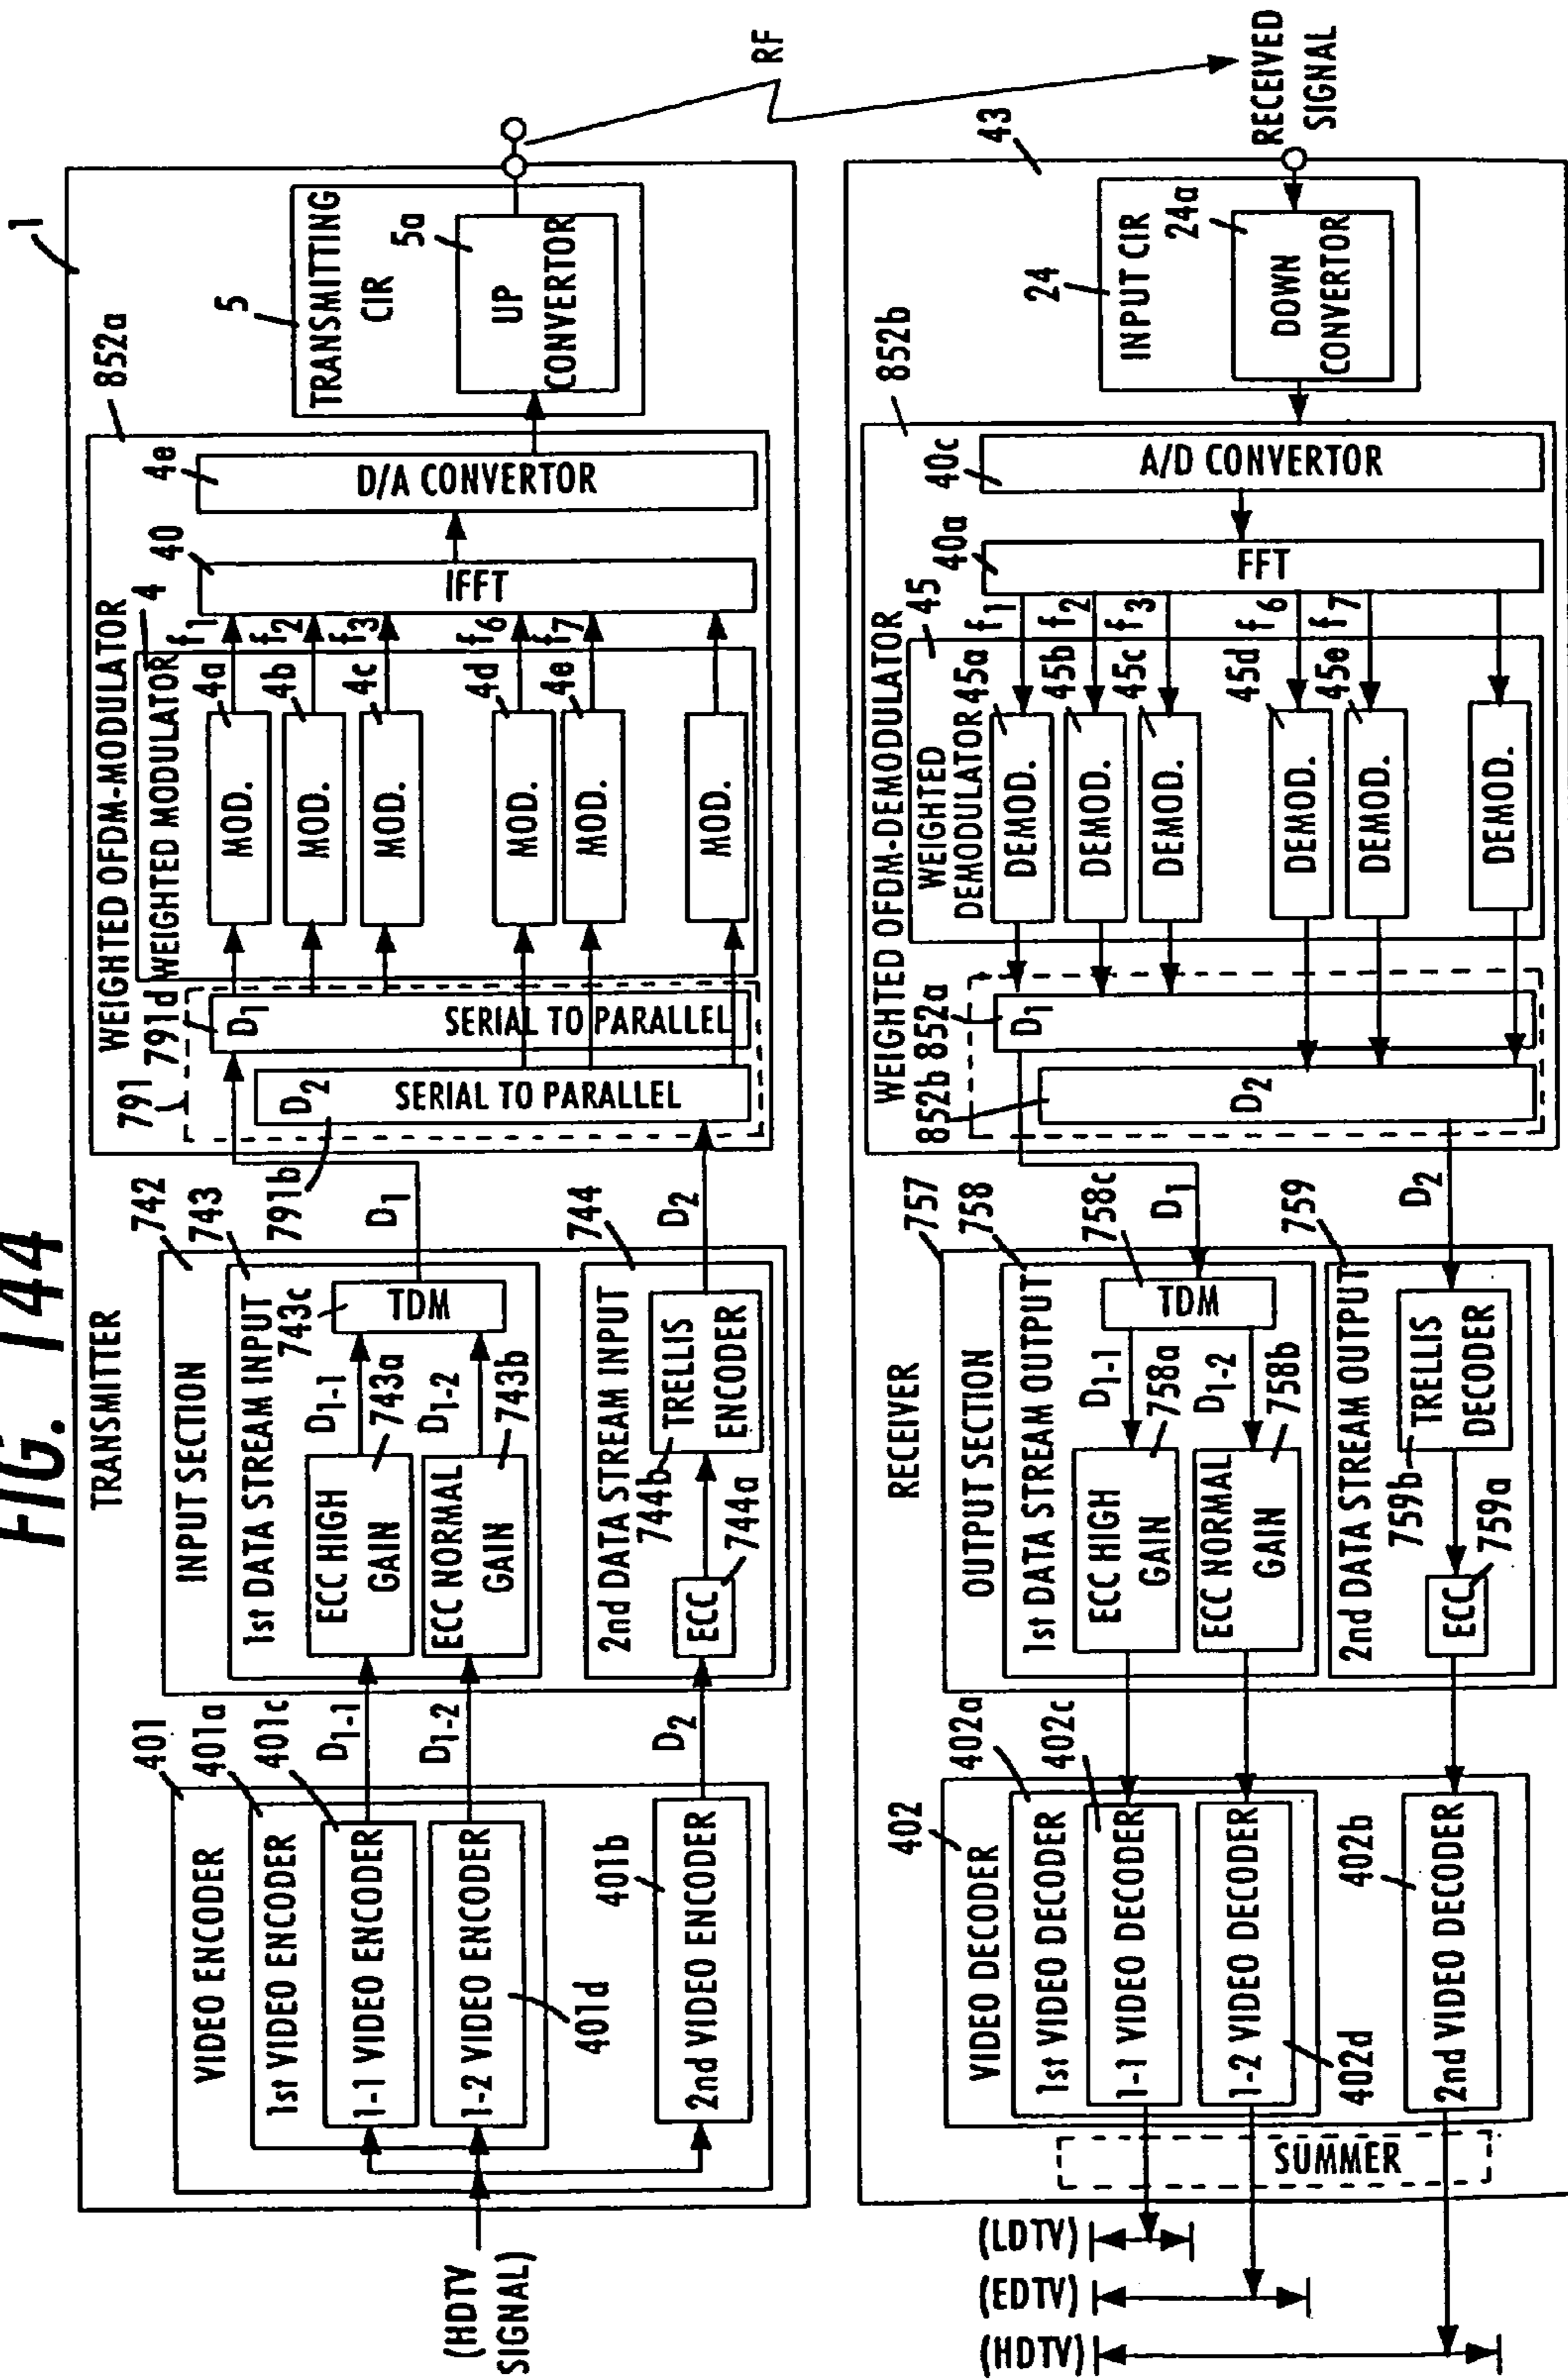 FIG. 144
TRANSMITTER
1
(HDTV
SIGNAL)
VIDEO ENCODER
401
401a
1st VIDEO ENCODER
401c
1-1 VIDEO ENCODER
1-2 VIDEO ENCODER
401d
401b
2nd VIDEO ENCODER
D1-1
D1-2
D2
INPUT SECTION
742
743
1st DATA STREAM INPUT
ECC HIGH
GAIN
743a
D1-1
ECC NORMAL
GAIN
743b
D1-2
743c
TDM
D1
744
2nd DATA STREAM INPUT
ECC
744a
744b
TRELLIS
ENCODER
D2
WEIGHTED OFDM-MODULATOR
852a
791
791d
791b
D1
SERIAL TO PARALLEL
D2
SERIAL TO PARALLEL
WEIGHTED MODULATOR
4
MOD.
4a
f1
MOD.
4b
f2
MOD.
4c
f3
MOD.
4d
f6
MOD.
4e
f7
MOD.
40
IFFT
4e
D/A CONVERTOR
5
TRANSMITTING
CIR
5a
UP
CONVERTOR
RF
RECEIVER
43
RECEIVED
SIGNAL
24
INPUT CIR
24a
DOWN
CONVERTOR
WEIGHTED OFDM-DEMODULATOR
852b
40c
A/D CONVERTOR
40a
FFT
45
WEIGHTED
DEMODULATOR
45a
f1
DEMOD.
45b
f2
DEMOD.
45c
f3
DEMOD.
45d
f6
DEMOD.
45e
f7
DEMOD.
DEMOD.
852b
852a
D1
D2
D1
D2
OUTPUT SECTION
757
758
1st DATA STREAM OUTPUT
758c
TDM
D1-1
ECC HIGH
GAIN
758a
D1-2
ECC NORMAL
GAIN
758b
759
2nd DATA STREAM OUTPUT
759b
TRELLIS
DECODER
ECC
759a
402
VIDEO DECODER
402a
1st VIDEO DECODER
402c
1-1 VIDEO DECODER
1-2 VIDEO DECODER
402d
402b
2nd VIDEO DECODER
SUMMER
(LDTV)
(EDTV)
(HDTV)